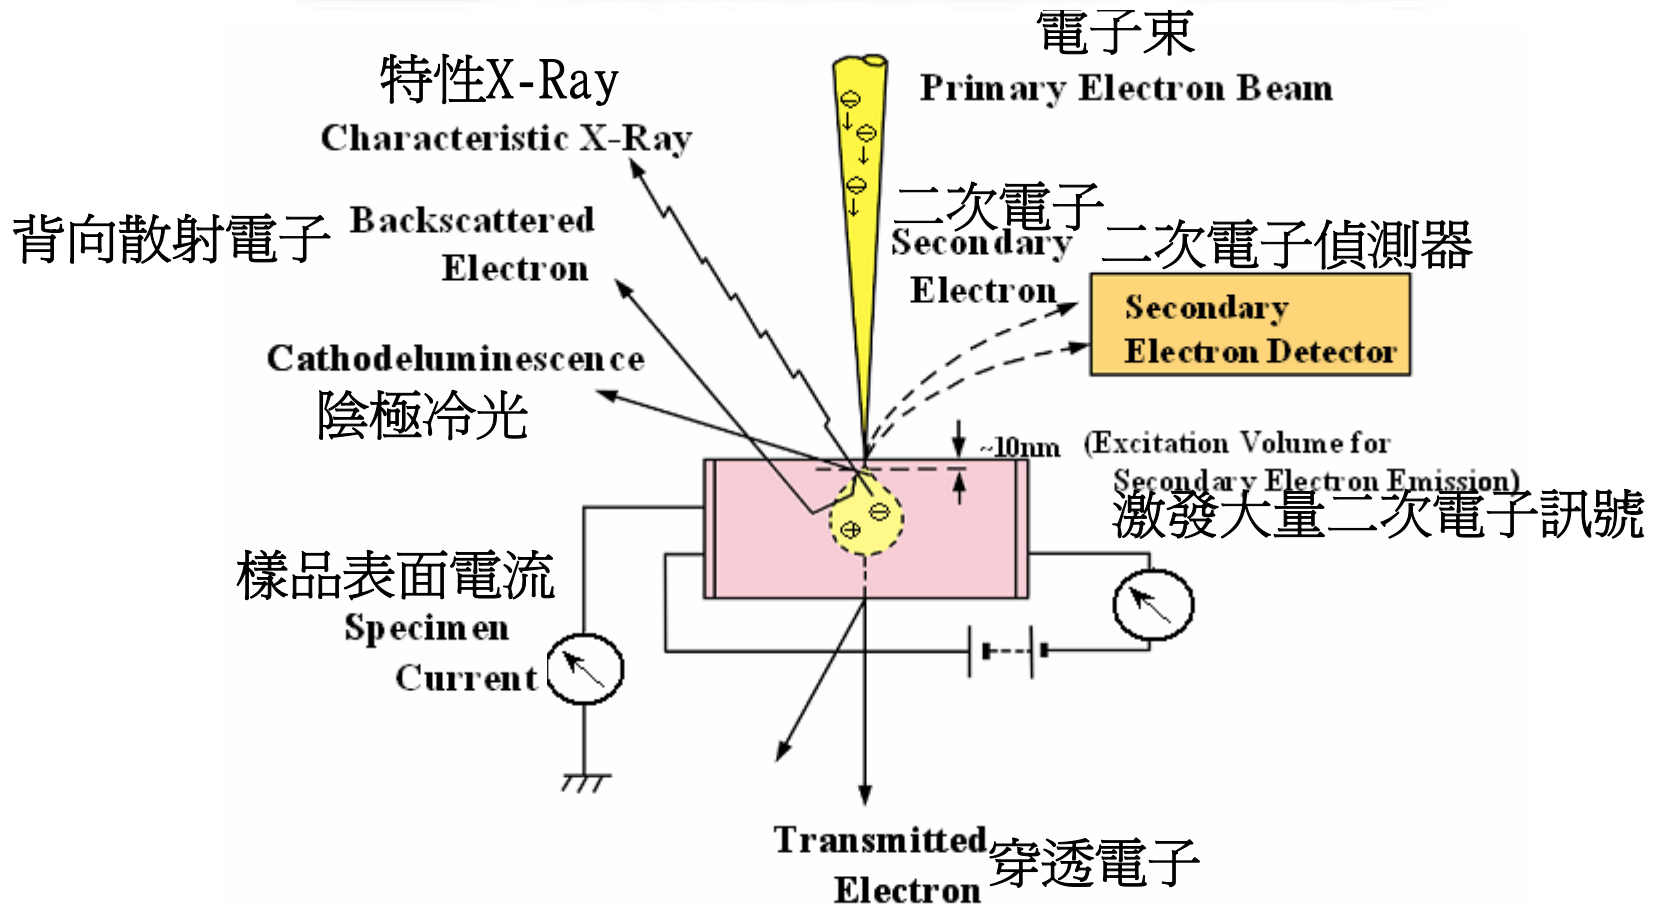 電子束
Primary Electron Beam
特性X-Ray
Characteristic X-Ray
背向散射電子
Backscattered
Electron
二次電子
Secondary
Electron
二次電子偵測器
Secondary
Electron Detector
Cathodeluminescence
陰極冷光
~10nm
(Excitation Volume for
Secondary Electron Emission)
激發大量二次電子訊號
樣品表面電流
Specimen
Current
Transmitted
Electron
穿透電子